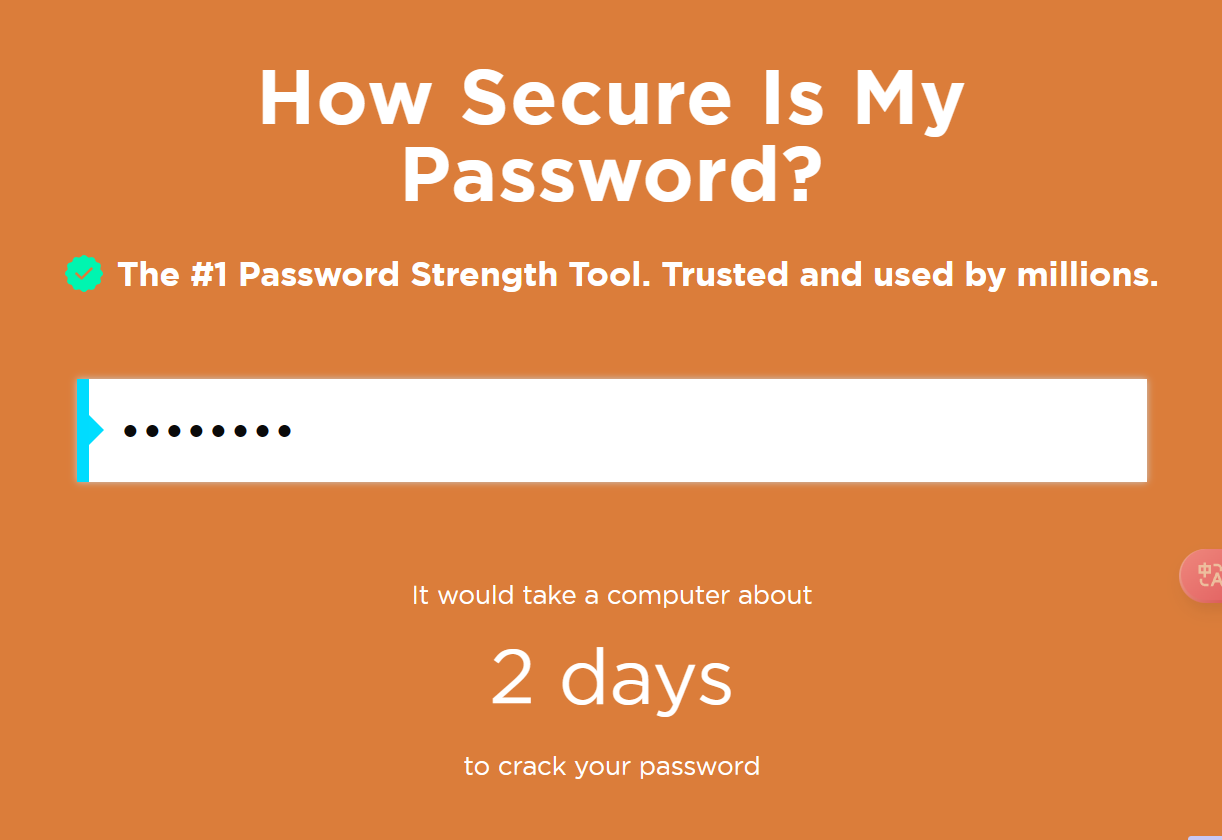 How Secure Is My
Password?
The #1 Password Strength Tool. Trusted and used by millions.
••••••••
It would take a computer about
2 days
to crack your password
中